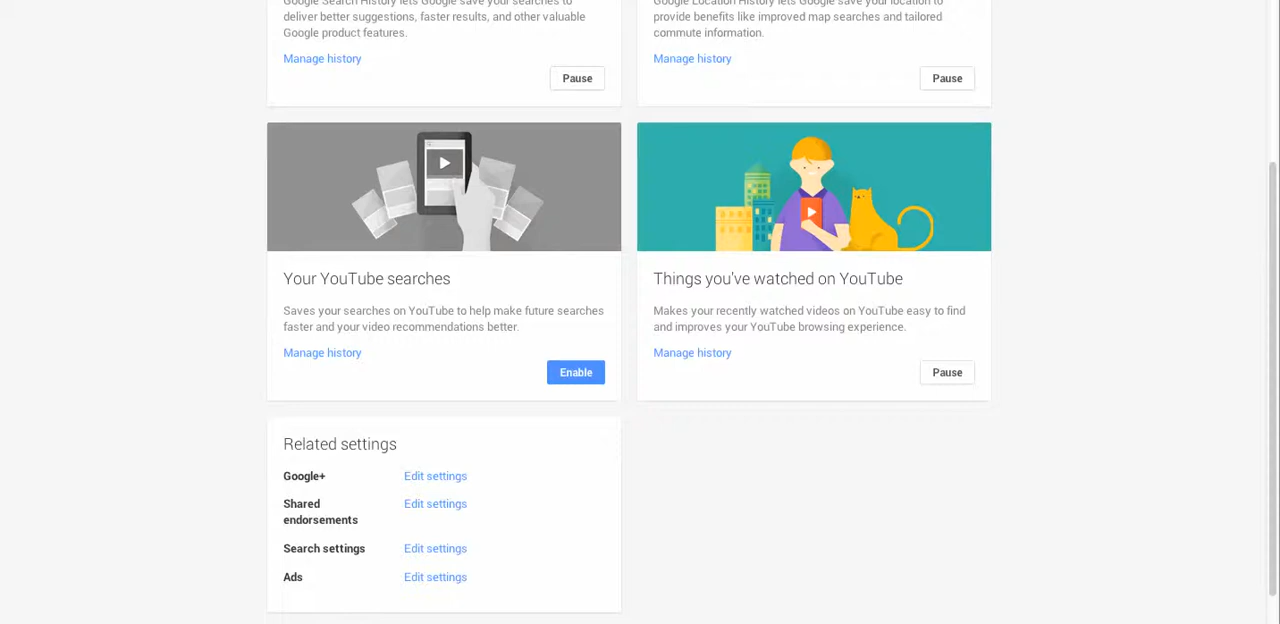 Google Search History lets Google save your searches to
deliver better suggestions, faster results, and other valuable
Google product features.
Manage history
Pause
Google Location History lets Google save your location to
provide benefits like improved map searches and tailored
commute information.
Manage history
Pause
Your YouTube searches
Saves your searches on YouTube to help make future searches
faster and your video recommendations better.
Manage history
Enable
Things you've watched on YouTube
Makes your recently watched videos on YouTube easy to find
and improves your YouTube browsing experience.
Manage history
Pause
Related settings
Google+ Edit settings
Shared Edit settings
endorsements
Search settings Edit settings
Ads Edit settings